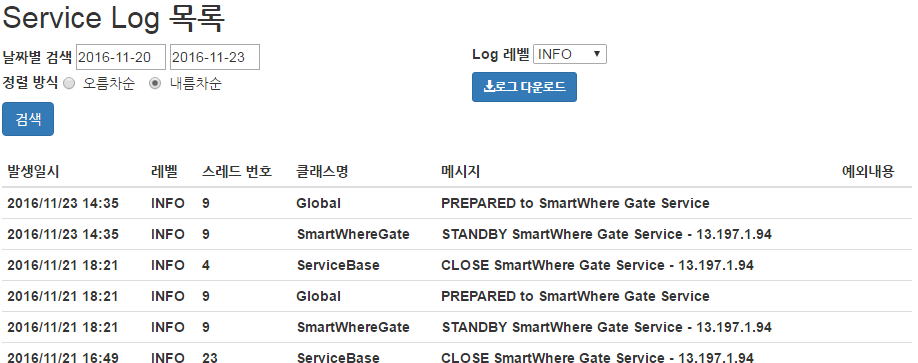 Service Log 목록
날짜별 검색 2016-11-20 2016-11-23 Log 레벨 INFO
정렬 방식 오름차순 내림차순 로그 다운로드
검색
발생일시 레벨 스레드 번호 클래스명 메시지 예외내용
2016/11/23 14:35 INFO 9 Global PREPARED to SmartWhere Gate Service
2016/11/23 14:35 INFO 9 SmartWhereGate STANDBY SmartWhere Gate Service - 13.197.1.94
2016/11/21 18:21 INFO 4 ServiceBase CLOSE SmartWhere Gate Service - 13.197.1.94
2016/11/21 18:21 INFO 9 Global PREPARED to SmartWhere Gate Service
2016/11/21 18:21 INFO 9 SmartWhereGate STANDBY SmartWhere Gate Service - 13.197.1.94
2016/11/21 16:49 INFO 23 ServiceBase CLOSE SmartWhere Gate Service - 13.197.1.94